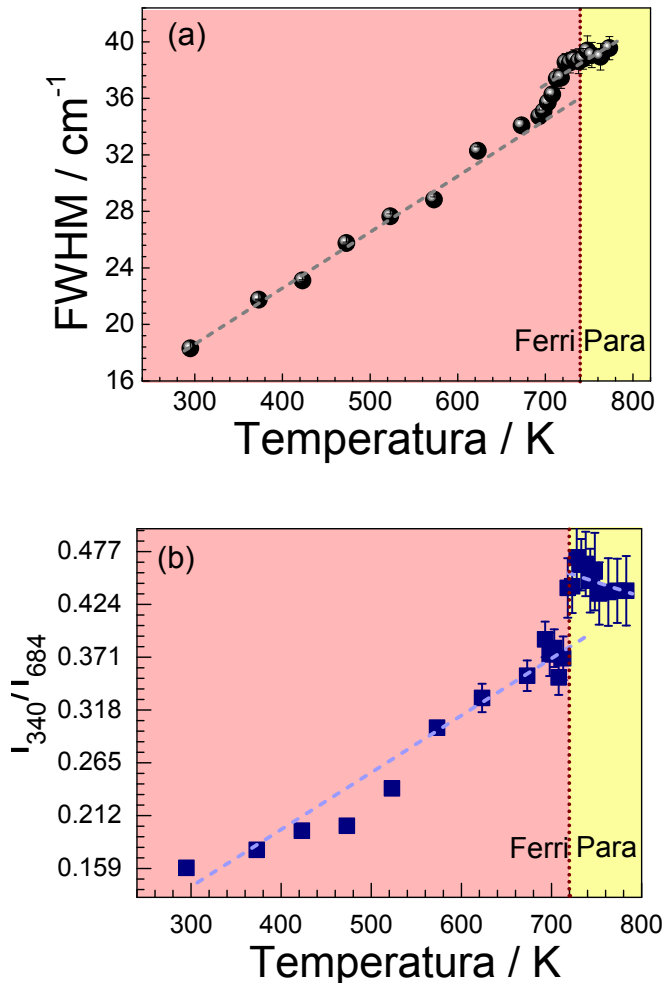 (a)
FWHM / cm⁻¹
40
36
32
28
24
20
16
Ferri Para
300 400 500 600 700 800
Temperatura / K
(b)
I₃₄₀/I₆₈₄
0.477
0.424
0.371
0.318
0.265
0.212
0.159
Ferri Para
300 400 500 600 700 800
Temperatura / K